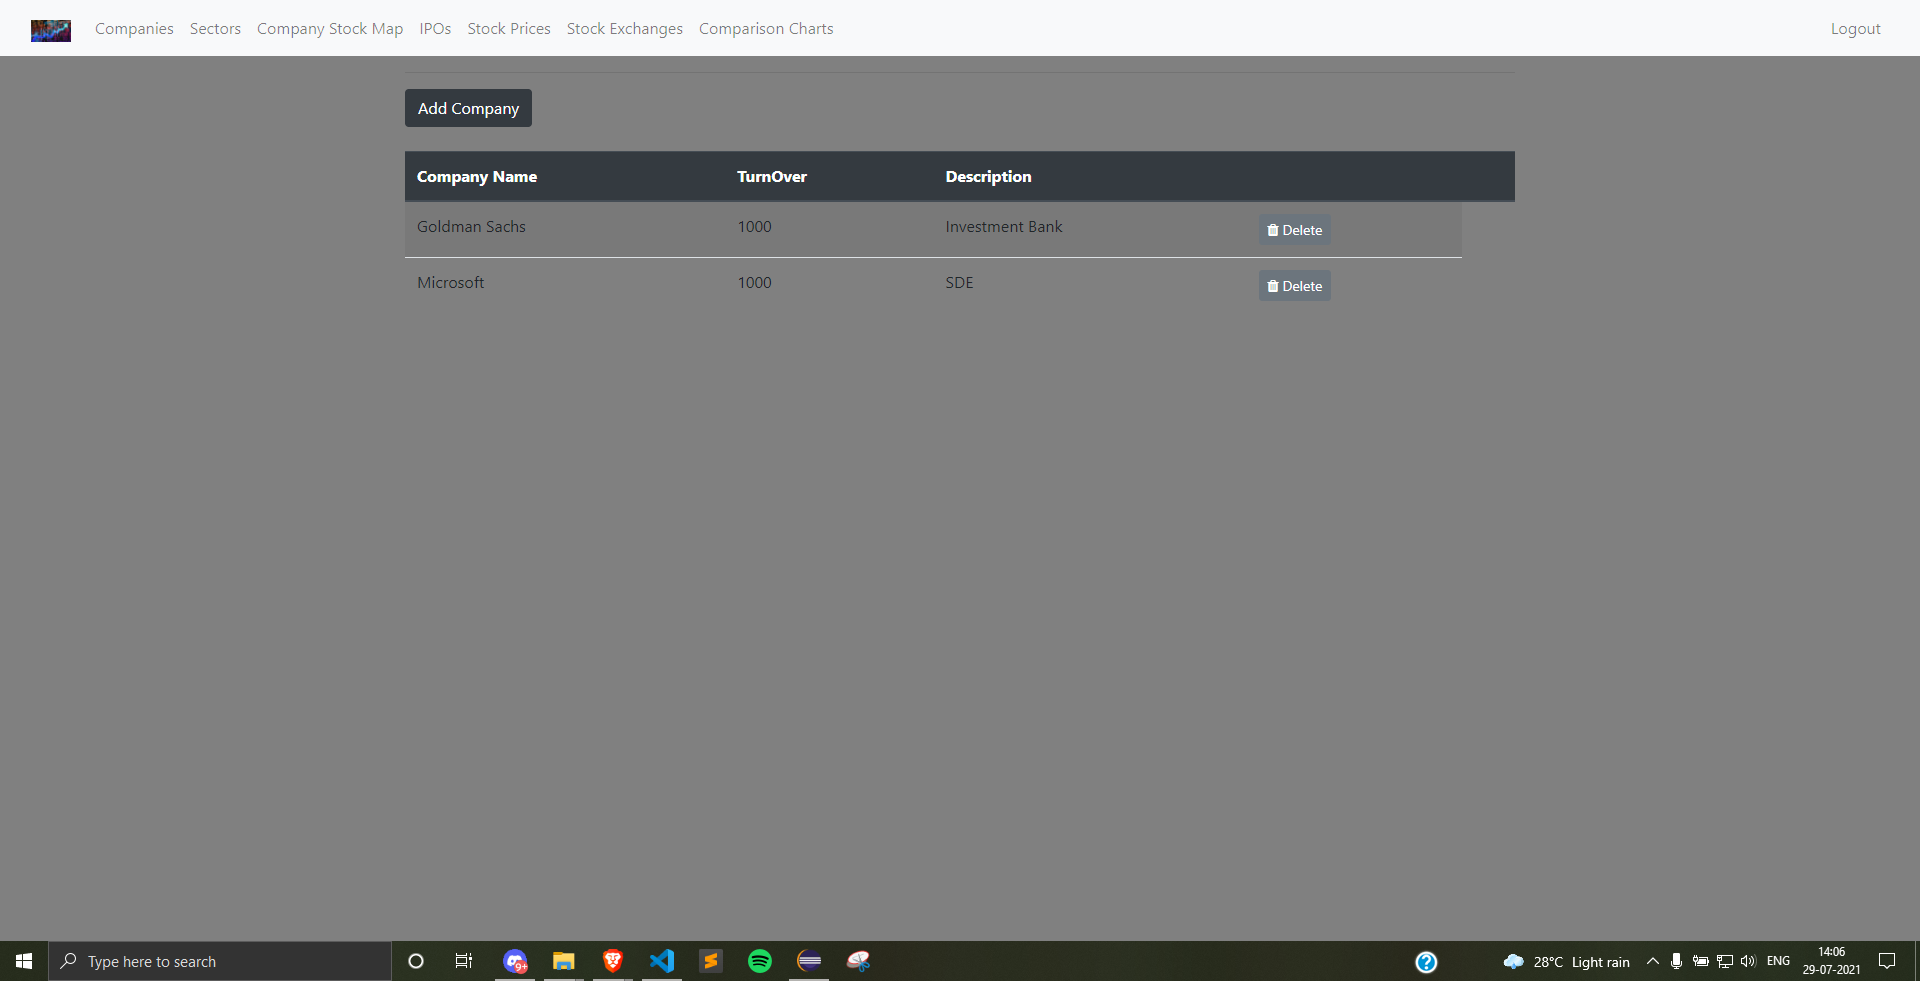 Companies Sectors Company Stock Map IPOs Stock Prices Stock Exchanges Comparison Charts Logout
Add Company
Company Name TurnOver Description
Goldman Sachs 1000 Investment Bank Delete
Microsoft 1000 SDE Delete
Type here to search 9+ ? 28°C Light rain ENG 14:06
29-07-2021